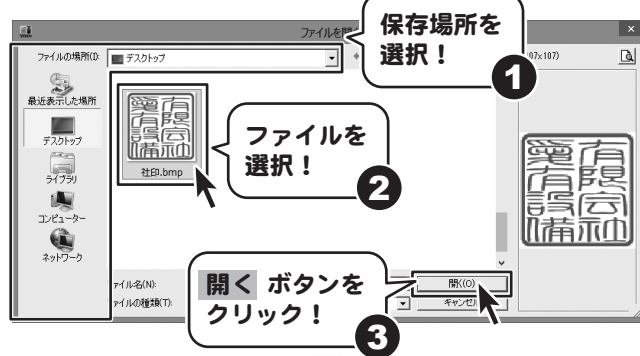 ファイルを開
保存場所を
選択！
1
ファイルの場所(I):
デスクトップ
07x107)
最近表示した場所
デスクトップ
ライブラリ
コンピューター
ネットワーク
社印.bmp
ファイルを
選択！
2
ァイル名(N):
ァイルの種類(T):
開く ボタンを
クリック！
3
開く(O)
キャンセル